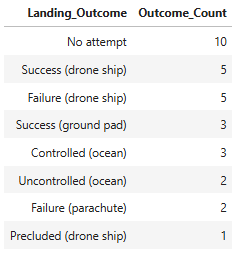 Landing_Outcome Outcome_Count
No attempt 10
Success (drone ship) 5
Failure (drone ship) 5
Success (ground pad) 3
Controlled (ocean) 3
Uncontrolled (ocean) 2
Failure (parachute) 2
Precluded (drone ship) 1